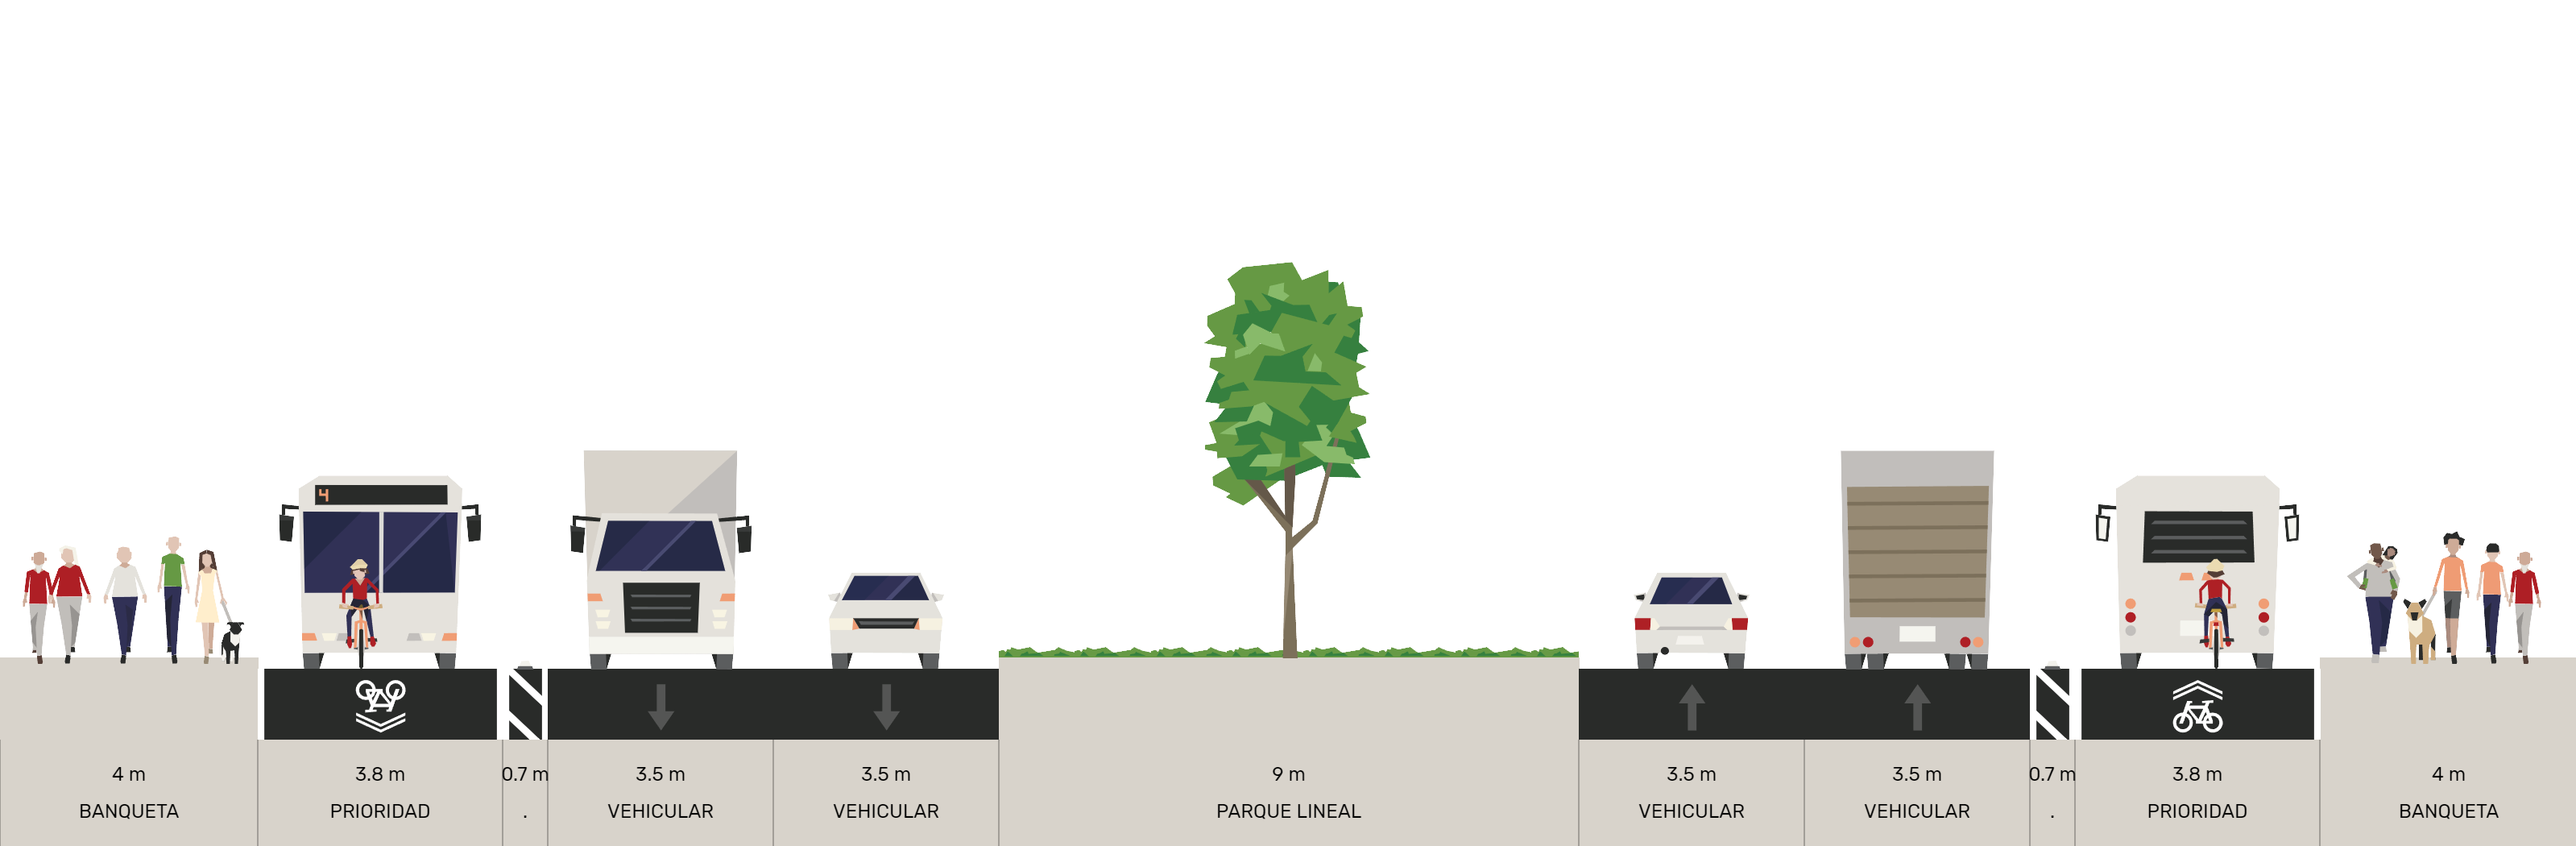 4
4 m
3.8 m
0.7 m
3.5 m
3.5 m
9 m
3.5 m
3.5 m
0.7 m
3.8 m
4 m
BANQUETA
PRIORIDAD
.
VEHICULAR
VEHICULAR
PARQUE LINEAL
VEHICULAR
VEHICULAR
.
PRIORIDAD
BANQUETA